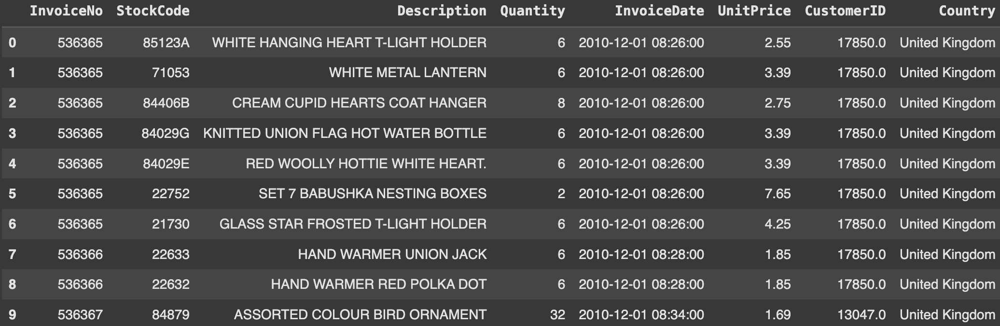 InvoiceNo StockCode Description Quantity InvoiceDate UnitPrice CustomerID Country
0 536365 85123A WHITE HANGING HEART T-LIGHT HOLDER 6 2010-12-01 08:26:00 2.55 17850.0 United Kingdom
1 536365 71053 WHITE METAL LANTERN 6 2010-12-01 08:26:00 3.39 17850.0 United Kingdom
2 536365 84406B CREAM CUPID HEARTS COAT HANGER 8 2010-12-01 08:26:00 2.75 17850.0 United Kingdom
3 536365 84029G KNITTED UNION FLAG HOT WATER BOTTLE 6 2010-12-01 08:26:00 3.39 17850.0 United Kingdom
4 536365 84029E RED WOOLLY HOTTIE WHITE HEART. 6 2010-12-01 08:26:00 3.39 17850.0 United Kingdom
5 536365 22752 SET 7 BABUSHKA NESTING BOXES 2 2010-12-01 08:26:00 7.65 17850.0 United Kingdom
6 536365 21730 GLASS STAR FROSTED T-LIGHT HOLDER 6 2010-12-01 08:26:00 4.25 17850.0 United Kingdom
7 536366 22633 HAND WARMER UNION JACK 6 2010-12-01 08:28:00 1.85 17850.0 United Kingdom
8 536366 22632 HAND WARMER RED POLKA DOT 6 2010-12-01 08:28:00 1.85 17850.0 United Kingdom
9 536367 84879 ASSORTED COLOUR BIRD ORNAMENT 32 2010-12-01 08:34:00 1.69 13047.0 United Kingdom